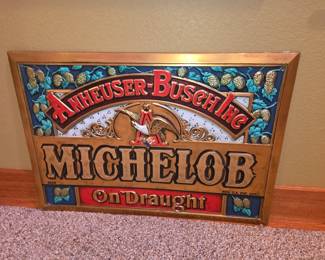 ANHEUSER-BUSCH INC
A
MICHELOB
On Draught